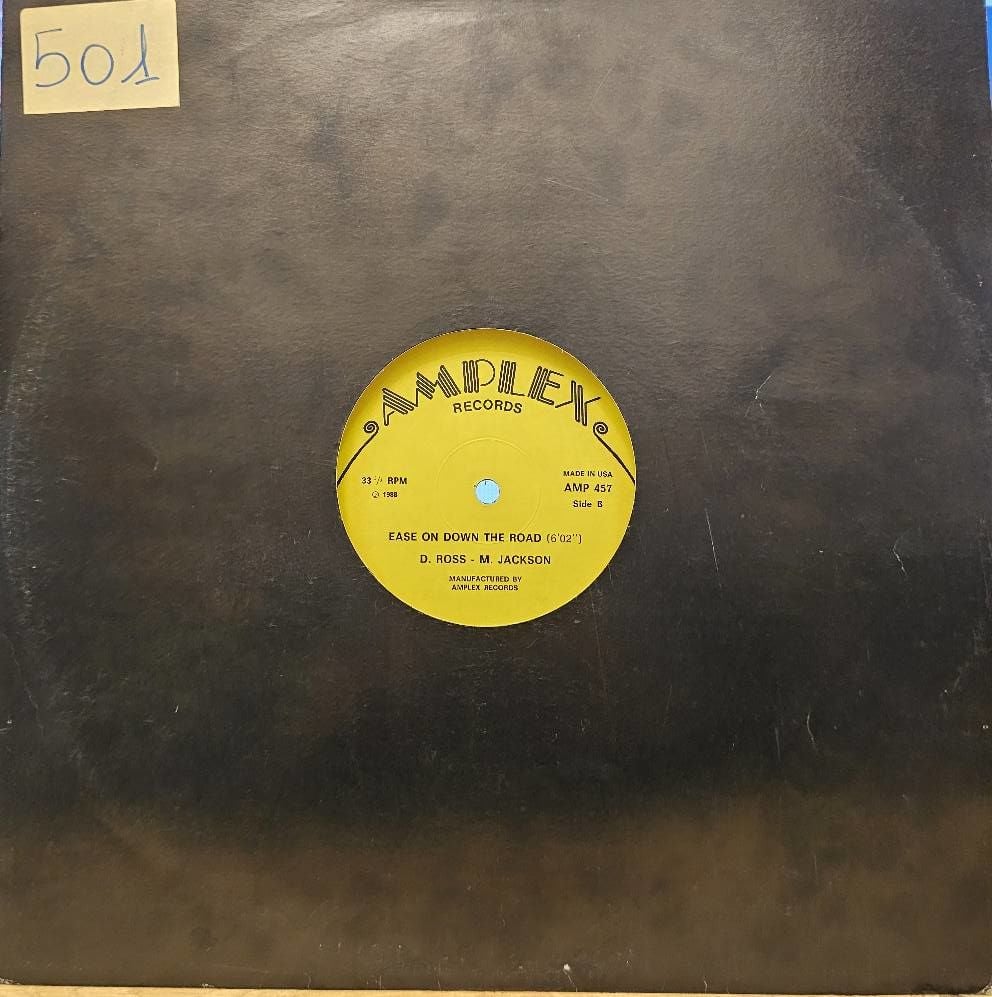 501
AMPLEX
RECORDS
33 ⅓ RPM
℗ 1988
MADE IN USA
AMP 457
Side B
EASE ON DOWN THE ROAD (6'02")
D. ROSS - M. JACKSON
MANUFACTURED BY
AMPLEX RECORDS